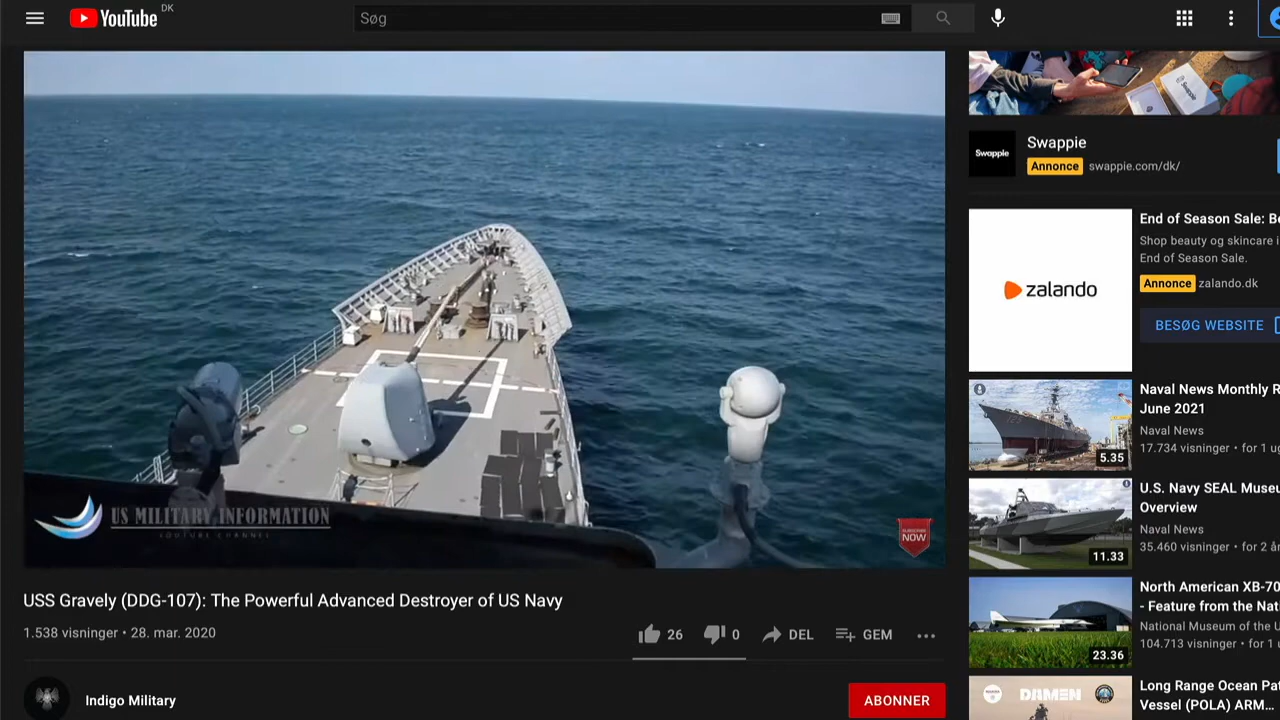 YouTube DK
Søg
Swappie
Swappie
Swappie
Annonce swappie.com/dk/
zalando
End of Season Sale: B
Shop beauty og skincare i
End of Season Sale.
Annonce zalando.dk
BESØG WEBSITE
Naval News Monthly R
June 2021
Naval News
17.734 visninger • for 1 u
5.35
U.S. Navy SEAL Museu
Overview
Naval News
35.460 visninger • for 2 å
11.33
North American XB-70
- Feature from the Nat
National Museum of the U
104.713 visninger • for 1
23.36
DAMEN
Long Range Ocean Pat
Vessel (POLA) ARM...
US MILITARY INFORMATION
YOUTUBE CHANNEL
SUBSCRIBE
NOW
USS Gravely (DDG-107): The Powerful Advanced Destroyer of US Navy
1.538 visninger • 28. mar. 2020
26 0 DEL GEM
Indigo Military
ABONNER